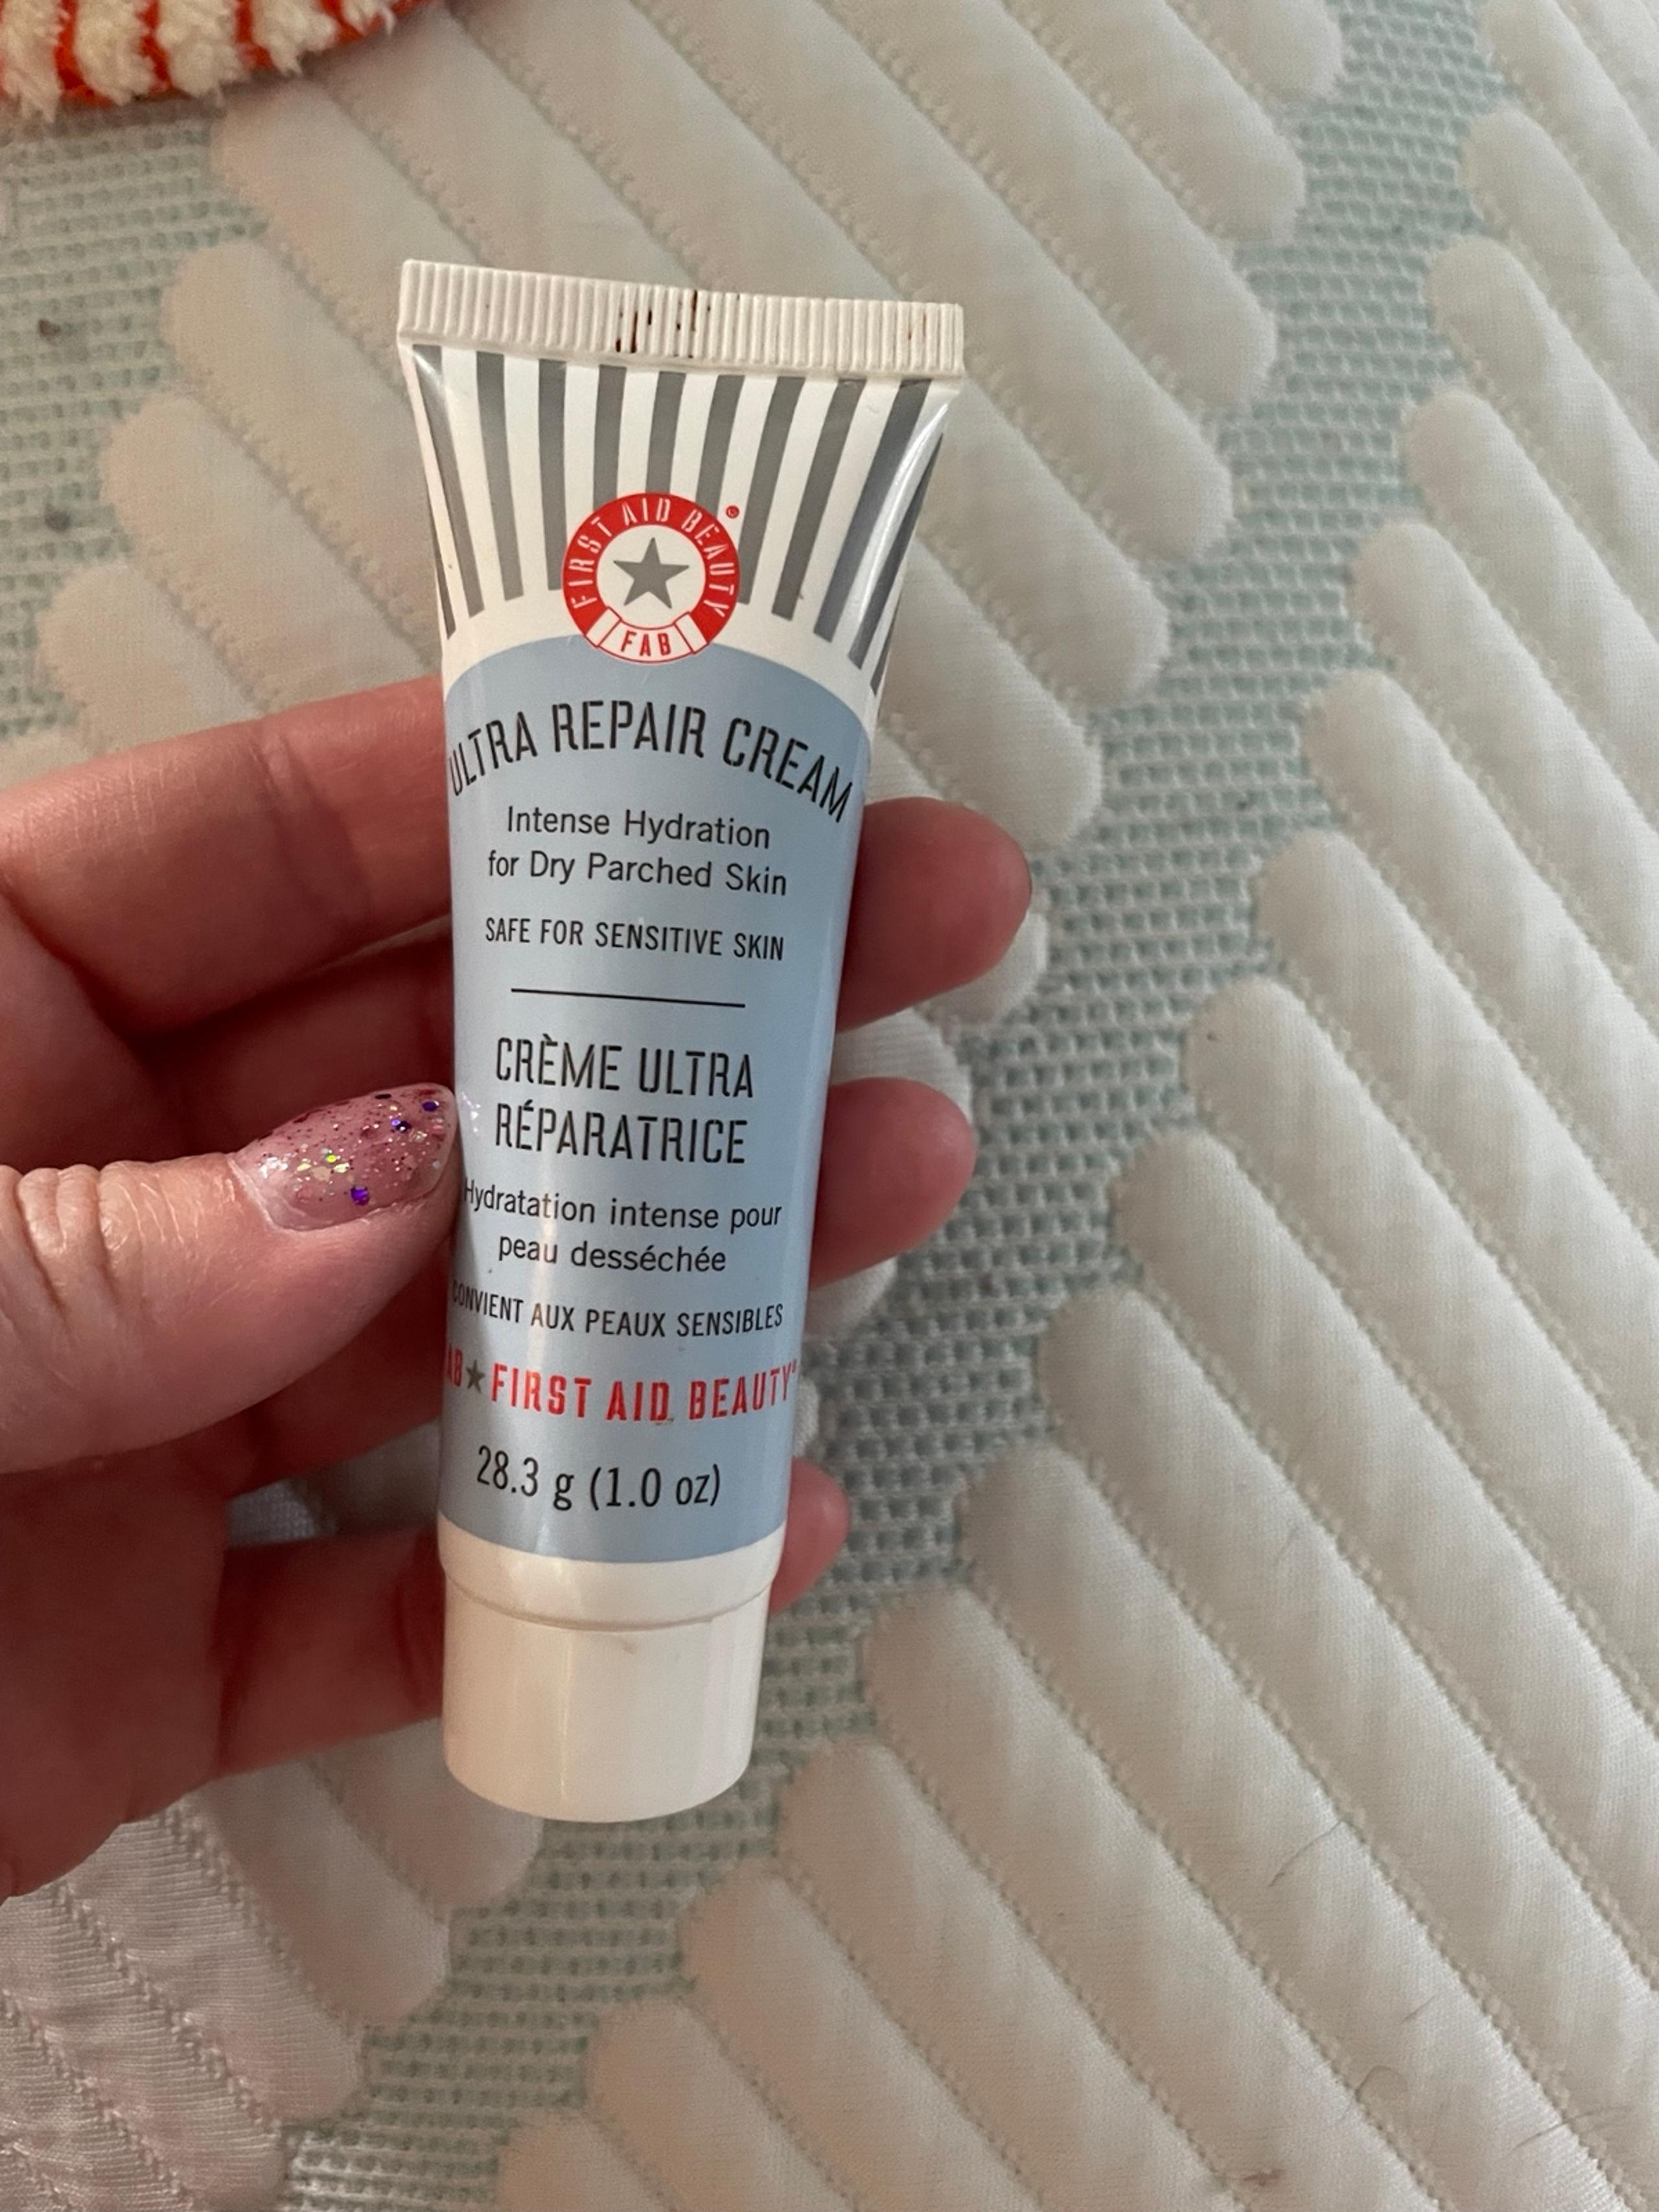 FIRST AID BEAUTY®
FAB
ULTRA REPAIR CREAM
Intense Hydration
for Dry Parched Skin
SAFE FOR SENSITIVE SKIN
CRÈME ULTRA
RÉPARATRICE
Hydratation intense pour
peau desséchée
CONVIENT AUX PEAUX SENSIBLES
FAB★FIRST AID BEAUTY®
28.3 g (1.0 oz)